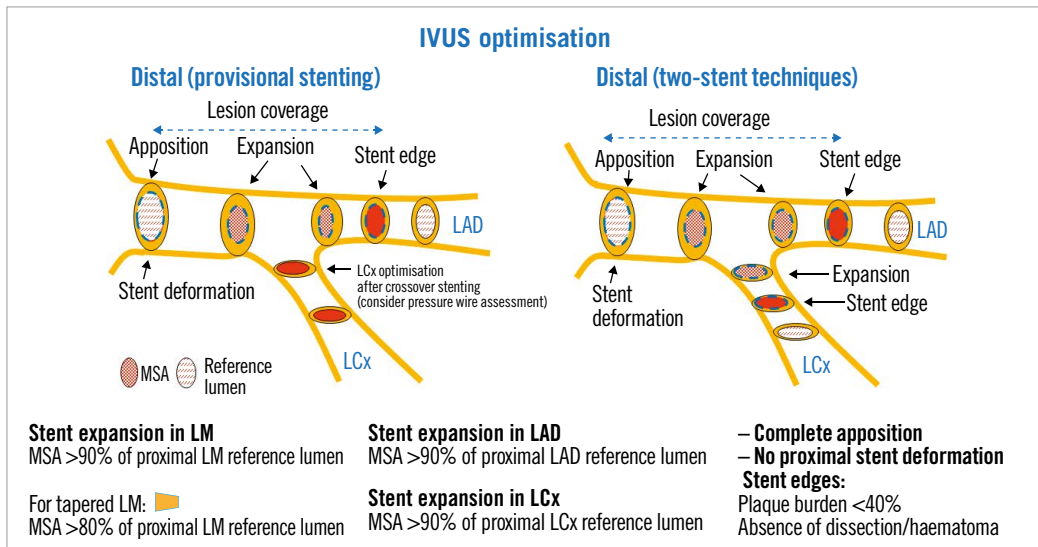 IVUS optimisation
Distal (provisional stenting)
Lesion coverage
Apposition
Expansion
Stent edge
LAD
Stent deformation
LCx optimisation
after crossover stenting
(consider pressure wire assessment)
LCx
MSA
Reference
lumen
Distal (two-stent techniques)
Lesion coverage
Apposition
Expansion
Stent edge
LAD
Expansion
Stent edge
Stent
deformation
LCx
Stent expansion in LM
MSA >90% of proximal LM reference lumen
For tapered LM:
MSA >80% of proximal LM reference lumen
Stent expansion in LAD
MSA >90% of proximal LAD reference lumen
Stent expansion in LCx
MSA >90% of proximal LCx reference lumen
– Complete apposition
– No proximal stent deformation
Stent edges:
Plaque burden <40%
Absence of dissection/haematoma